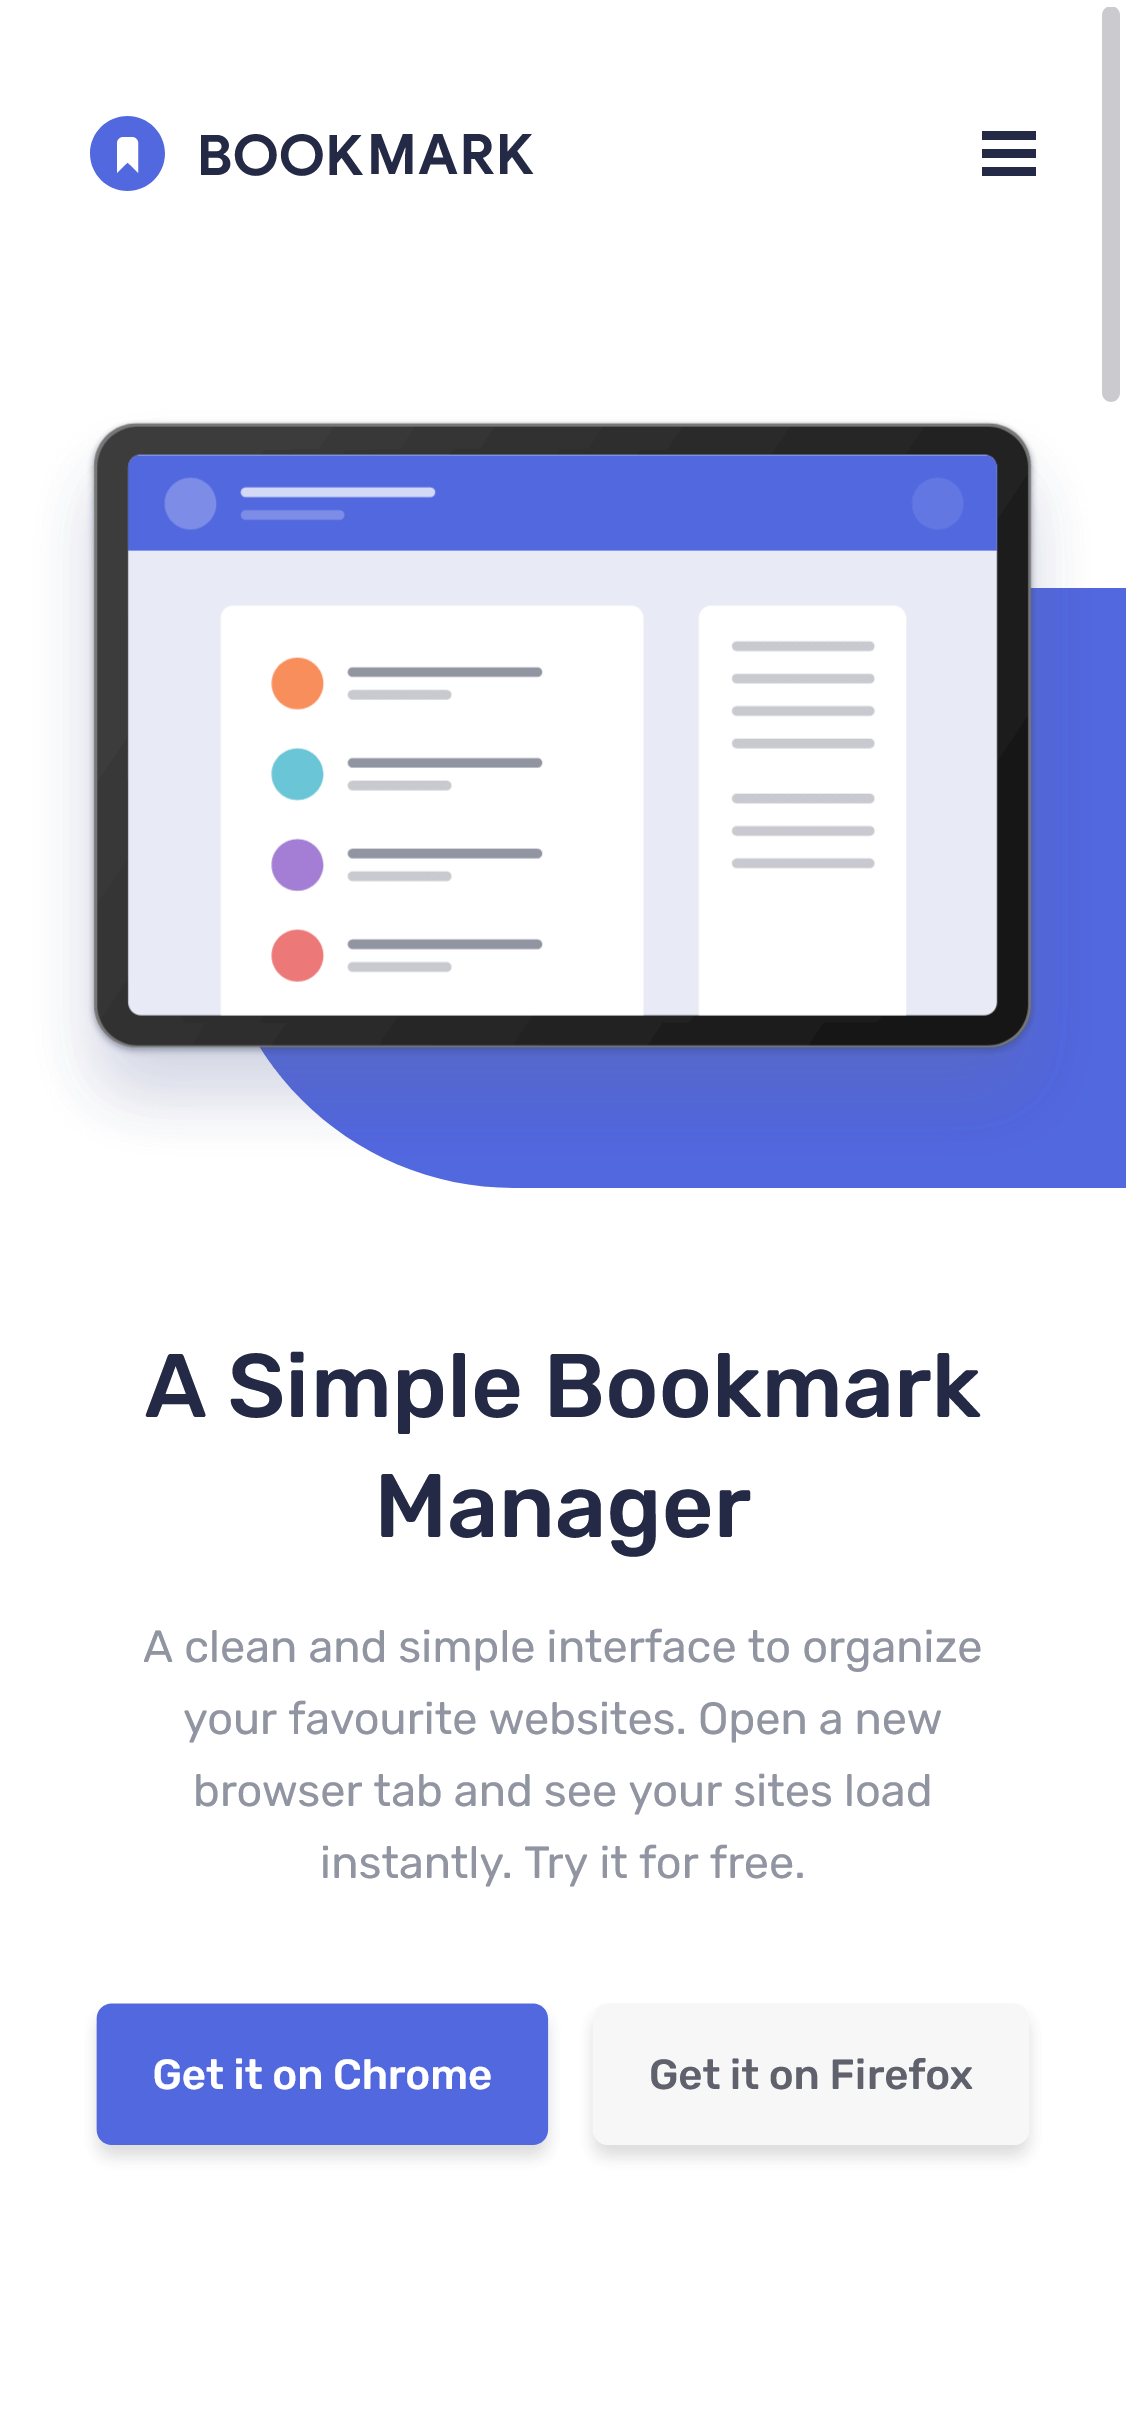 BOOKMARK
A Simple Bookmark
Manager
A clean and simple interface to organize
your favourite websites. Open a new
browser tab and see your sites load
instantly. Try it for free.
Get it on Chrome
Get it on Firefox